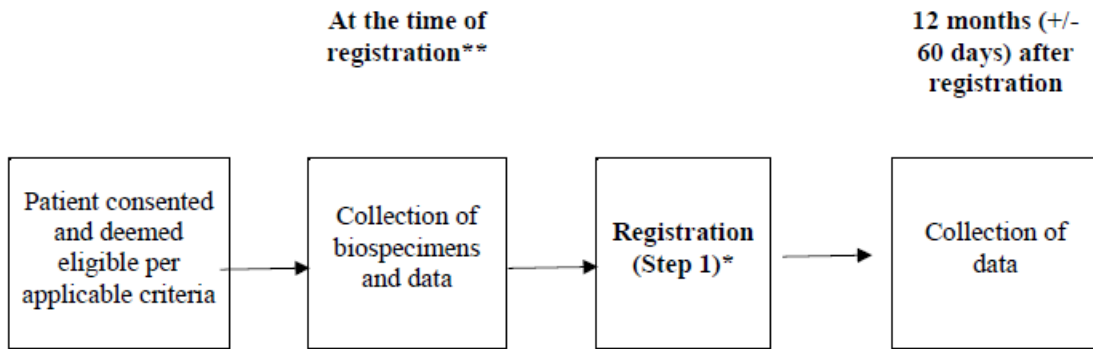 At the time of
registration**
12 months (+/-
60 days) after
registration
Patient consented
and deemed
eligible per
applicable criteria
Collection of
biospecimens
and data
Registration
(Step 1)*
Collection of
data